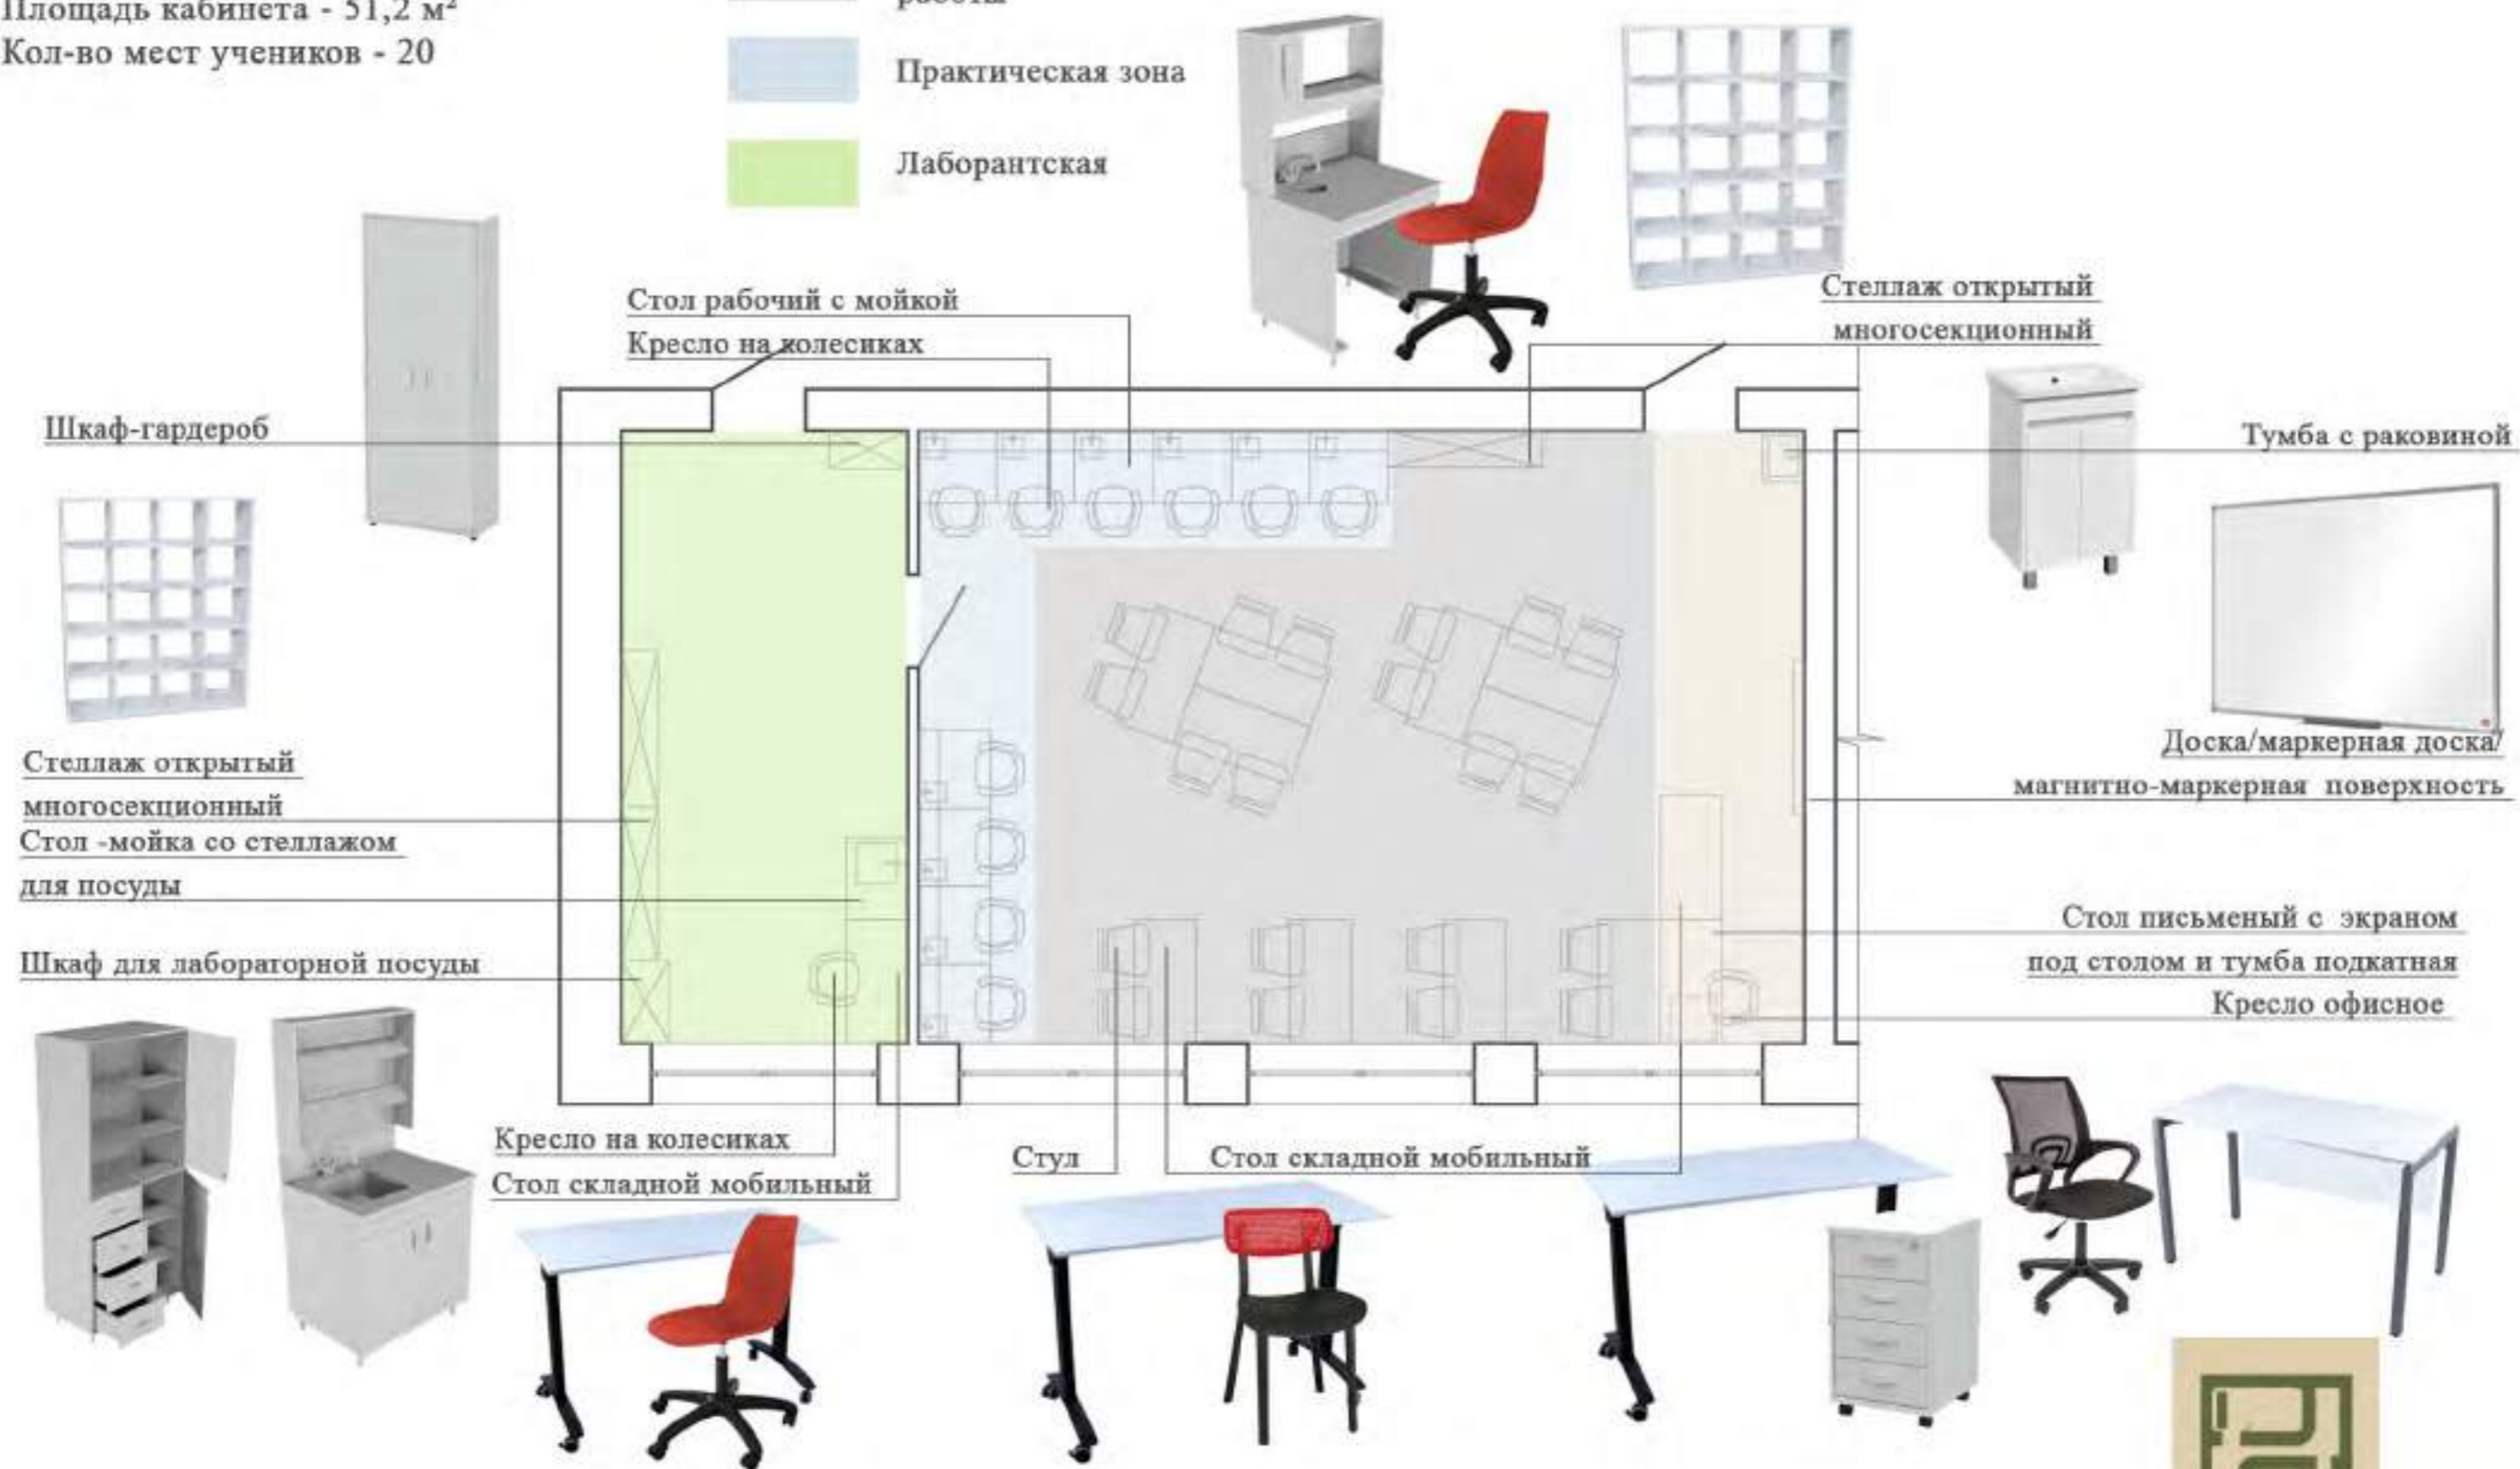 Площадь кабинета - 51,2 м²
Кол-во мест учеников - 20
работы
Практическая зона
Лаборантская
Стол рабочий с мойкой
Кресло на колесиках
Стеллаж открытый
многосекционный
Шкаф-гардероб
Тумба с раковиной
Стеллаж открытый
многосекционный
Стол -мойка со стеллажом
для посуды
Шкаф для лабораторной посуды
Доска/маркерная доска/
магнитно-маркерная поверхность
Стол письменый с экраном
под столом и тумба подкатная
Кресло офисное
Кресло на колесиках
Стол складной мобильный
Стул
Стол складной мобильный